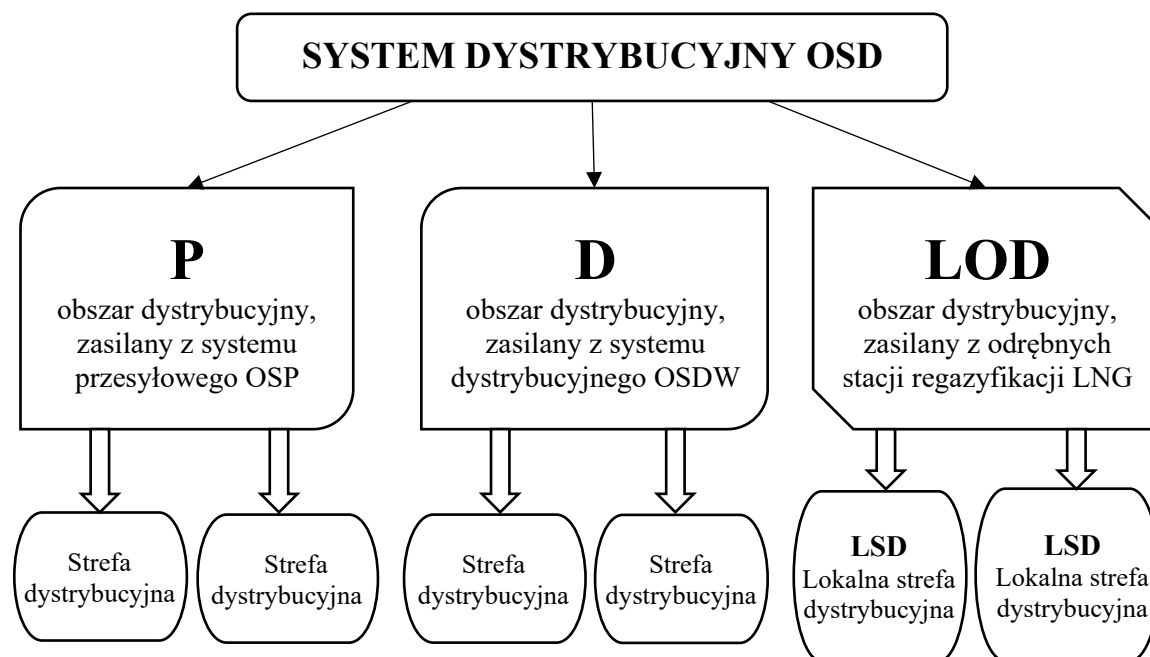 SYSTEM DYSTRYBUCYJNY OSD
P
obszar dystrybucyjny,
zasilany z systemu
przesyłowego OSP
D
obszar dystrybucyjny,
zasilany z systemu
dystrybucyjnego OSDW
LOD
obszar dystrybucyjny,
zasilany z odrębnych
stacji regazyfikacji LNG
Strefa
dystrybucyjna
Strefa
dystrybucyjna
Strefa
dystrybucyjna
Strefa
dystrybucyjna
LSD
Lokalna strefa
dystrybucyjna
LSD
Lokalna strefa
dystrybucyjna